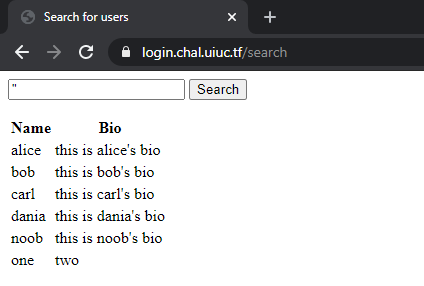 Search for users
login.chal.uiuc.tf/search
" Search
Name Bio
alice this is alice's bio
bob this is bob's bio
carl this is carl's bio
dania this is dania's bio
noob this is noob's bio
one two